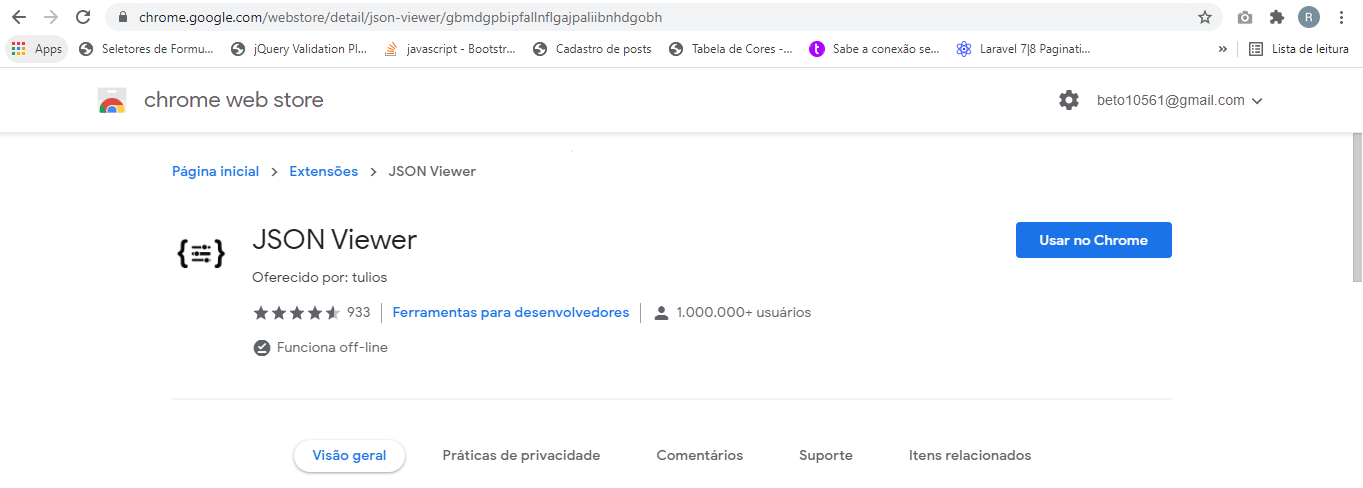 chrome.google.com/webstore/detail/json-viewer/gbmdgpbipfallnflgajpaliibnhdgobh
R
Apps Seletores de Formu... jQuery Validation Pl... javascript - Bootstr... Cadastro de posts Tabela de Cores -... t Sabe a conexão se... Laravel 7|8 Paginati... » Lista de leitura
chrome web store beto10561@gmail.com
Página inicial > Extensões > JSON Viewer
JSON Viewer
Usar no Chrome
Oferecido por: tulios
933 Ferramentas para desenvolvedores 1.000.000+ usuários
Funciona off-line
Visão geral Práticas de privacidade Comentários Suporte Itens relacionados